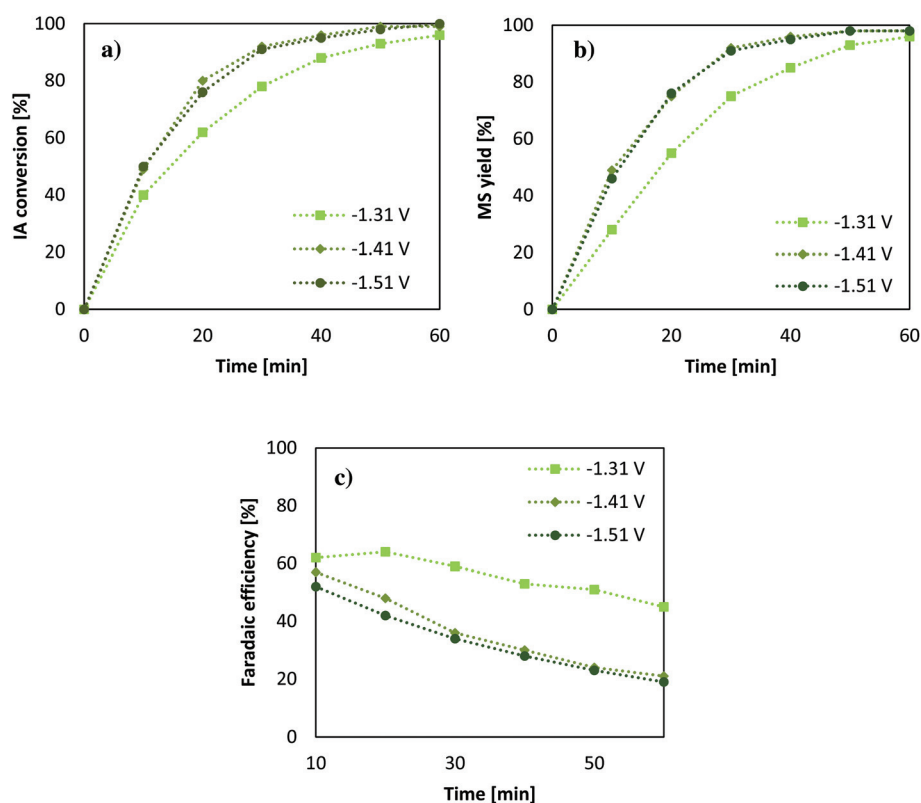 a)
IA conversion [%]
100
80
60
40
20
0
0 20 40 60
Time [min]
-1.31 V
-1.41 V
-1.51 V
b)
MS yield [%]
100
80
60
40
20
0
0 20 40 60
Time [min]
-1.31 V
-1.41 V
-1.51 V
c)
Faradaic efficiency [%]
100
80
60
40
20
0
10 30 50
Time [min]
-1.31 V
-1.41 V
-1.51 V